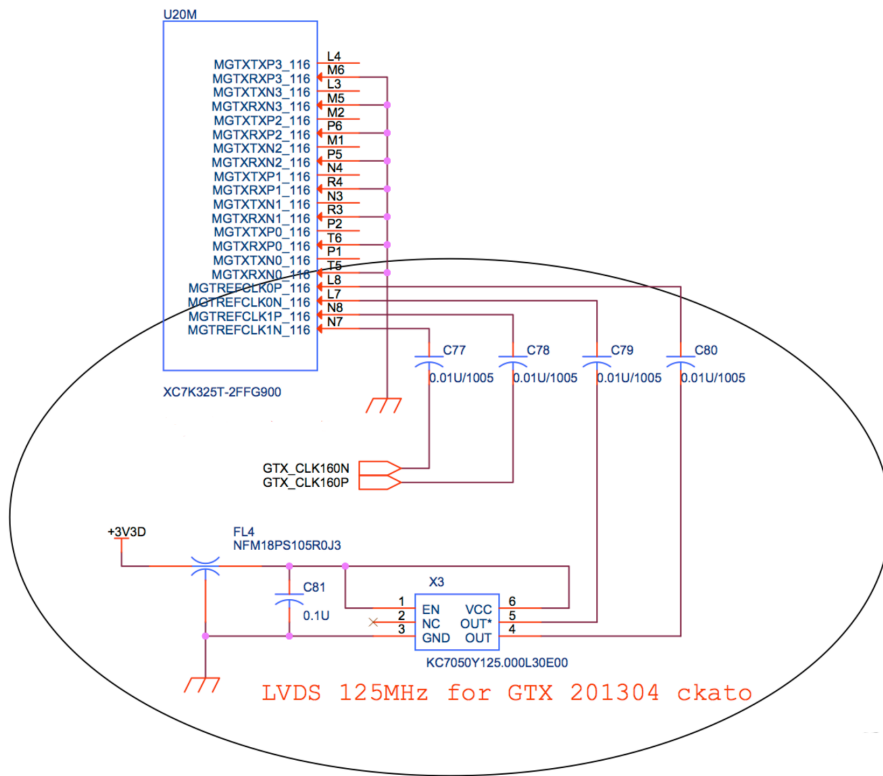 U20M
MGTXTXP3_116 L4
MGTXRXP3_116 M6
MGTXTXN3_116 L3
MGTXRXN3_116 M5
MGTXTXP2_116 M2
MGTXRXP2_116 P6
MGTXTXN2_116 M1
MGTXRXN2_116 P5
MGTXTXP1_116 N4
MGTXRXP1_116 R4
MGTXTXN1_116 N3
MGTXRXN1_116 R3
MGTXTXP0_116 P2
MGTXRXP0_116 T6
MGTXTXN0_116 P1
MGTXRXN0_116 T5
MGTREFCLK0P_116 L8
MGTREFCLK0N_116 L7
MGTREFCLK1P_116 N8
MGTREFCLK1N_116 N7
C77 C78 C79 C80
0.01U/1005 0.01U/1005 0.01U/1005 0.01U/1005
XC7K325T-2FFG900
GTX_CLK160N
GTX_CLK160P
+3V3D
FL4
NFM18PS105R0J3
C81
0.1U
X3
1 EN VCC 6
2 NC OUT* 5
3 GND OUT 4
KC7050Y125.000L30E00
LVDS 125MHz for GTX 201304 ckato